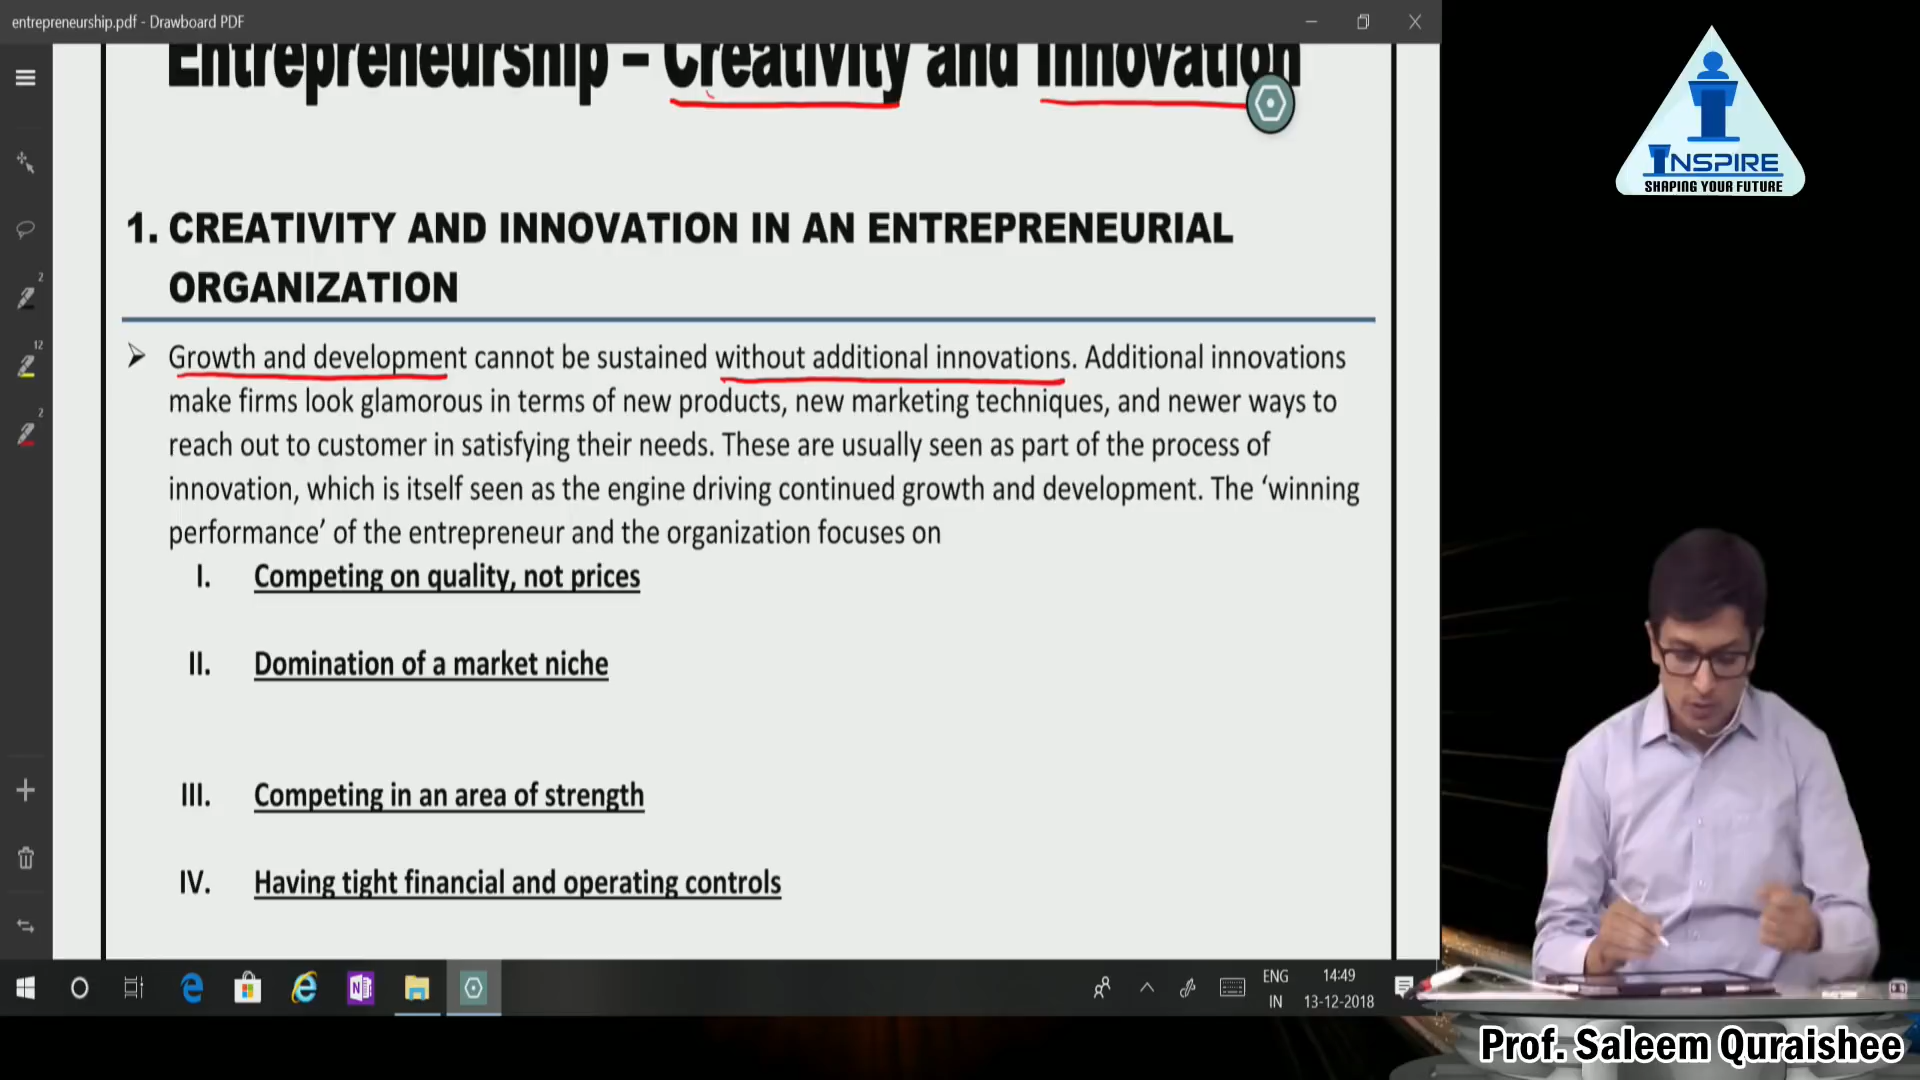 entrepreneurship.pdf - Drawboard PDF
Entrepreneurship – Creativity and Innovation
1. CREATIVITY AND INNOVATION IN AN ENTREPRENEURIAL
ORGANIZATION
Growth and development cannot be sustained without additional innovations. Additional innovations
make firms look glamorous in terms of new products, new marketing techniques, and newer ways to
reach out to customer in satisfying their needs. These are usually seen as part of the process of
innovation, which is itself seen as the engine driving continued growth and development. The ‘winning
performance’ of the entrepreneur and the organization focuses on
I. Competing on quality, not prices
II. Domination of a market niche
III. Competing in an area of strength
IV. Having tight financial and operating controls
2
12
2
ENG
IN
14:49
13-12-2018
INSPIRE
SHAPING YOUR FUTURE
Prof. Saleem Quraishee